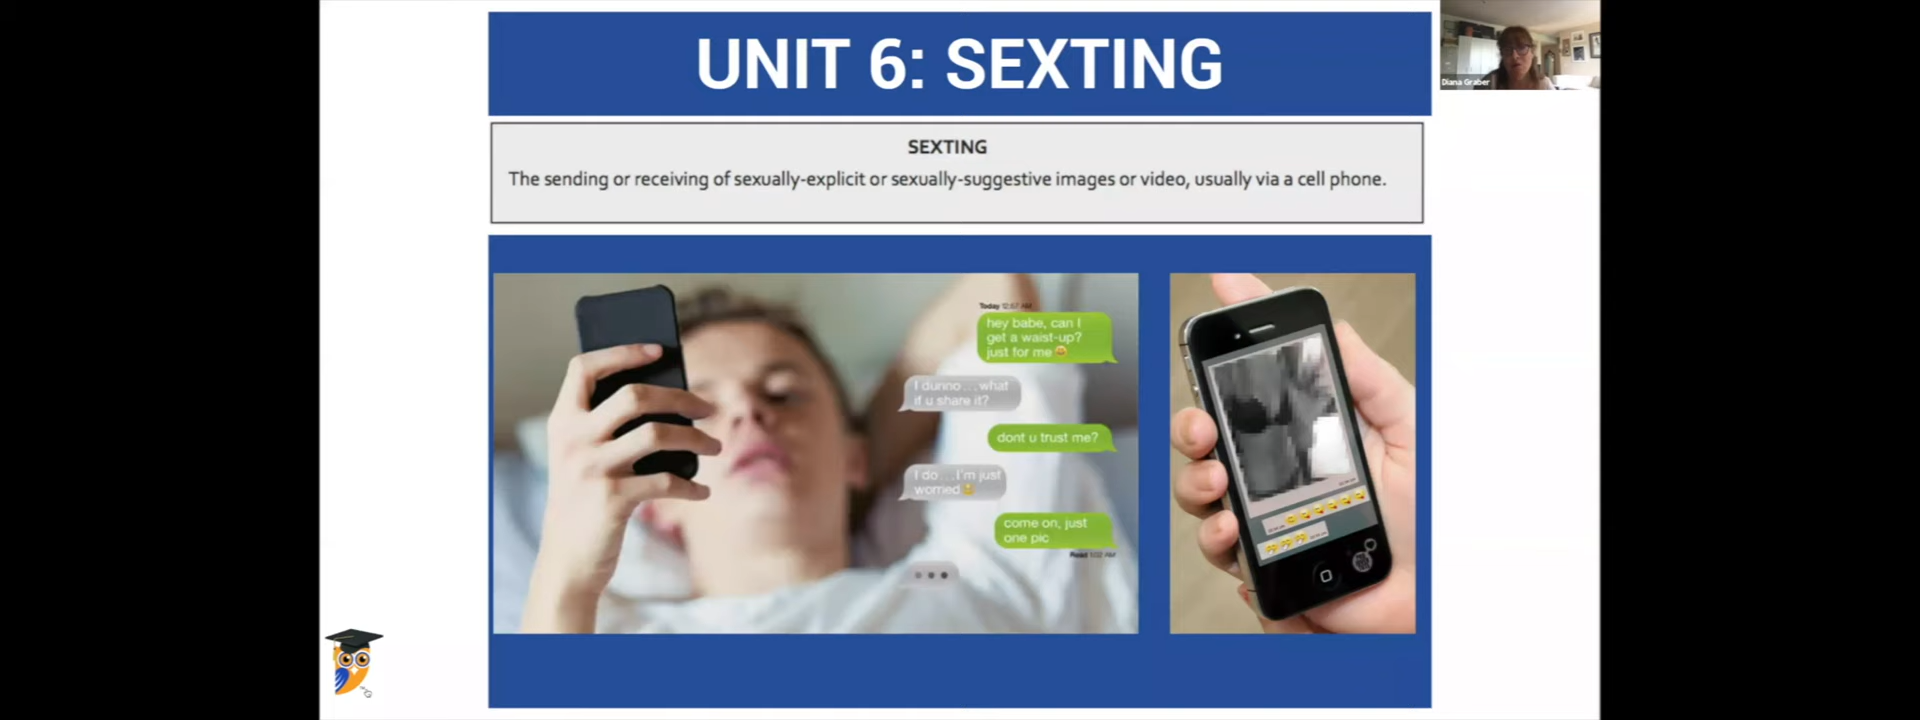 UNIT 6: SEXTING
Diana Graber
SEXTING
The sending or receiving of sexually-explicit or sexually-suggestive images or video, usually via a cell phone.
Today 12:57 AM
hey babe, can I
get a waist-up?
just for me 😄
I dunno...what
if u share it?
dont u trust me?
I do...I'm just
worried
come on, just
one pic
Read 1:02 AM